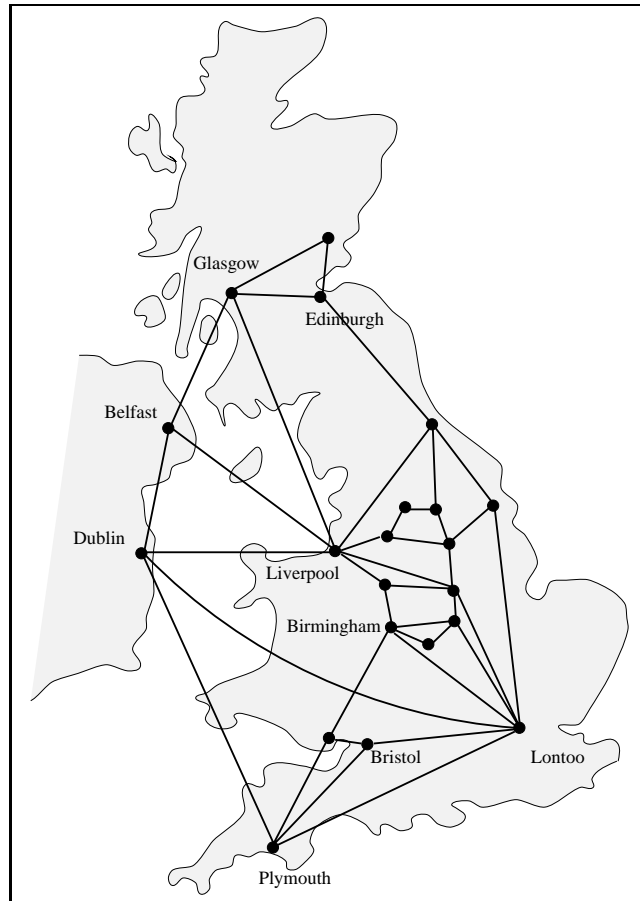 Glasgow
Edinburgh
Belfast
Dublin
Liverpool
Birmingham
Bristol
Lontoo
Plymouth